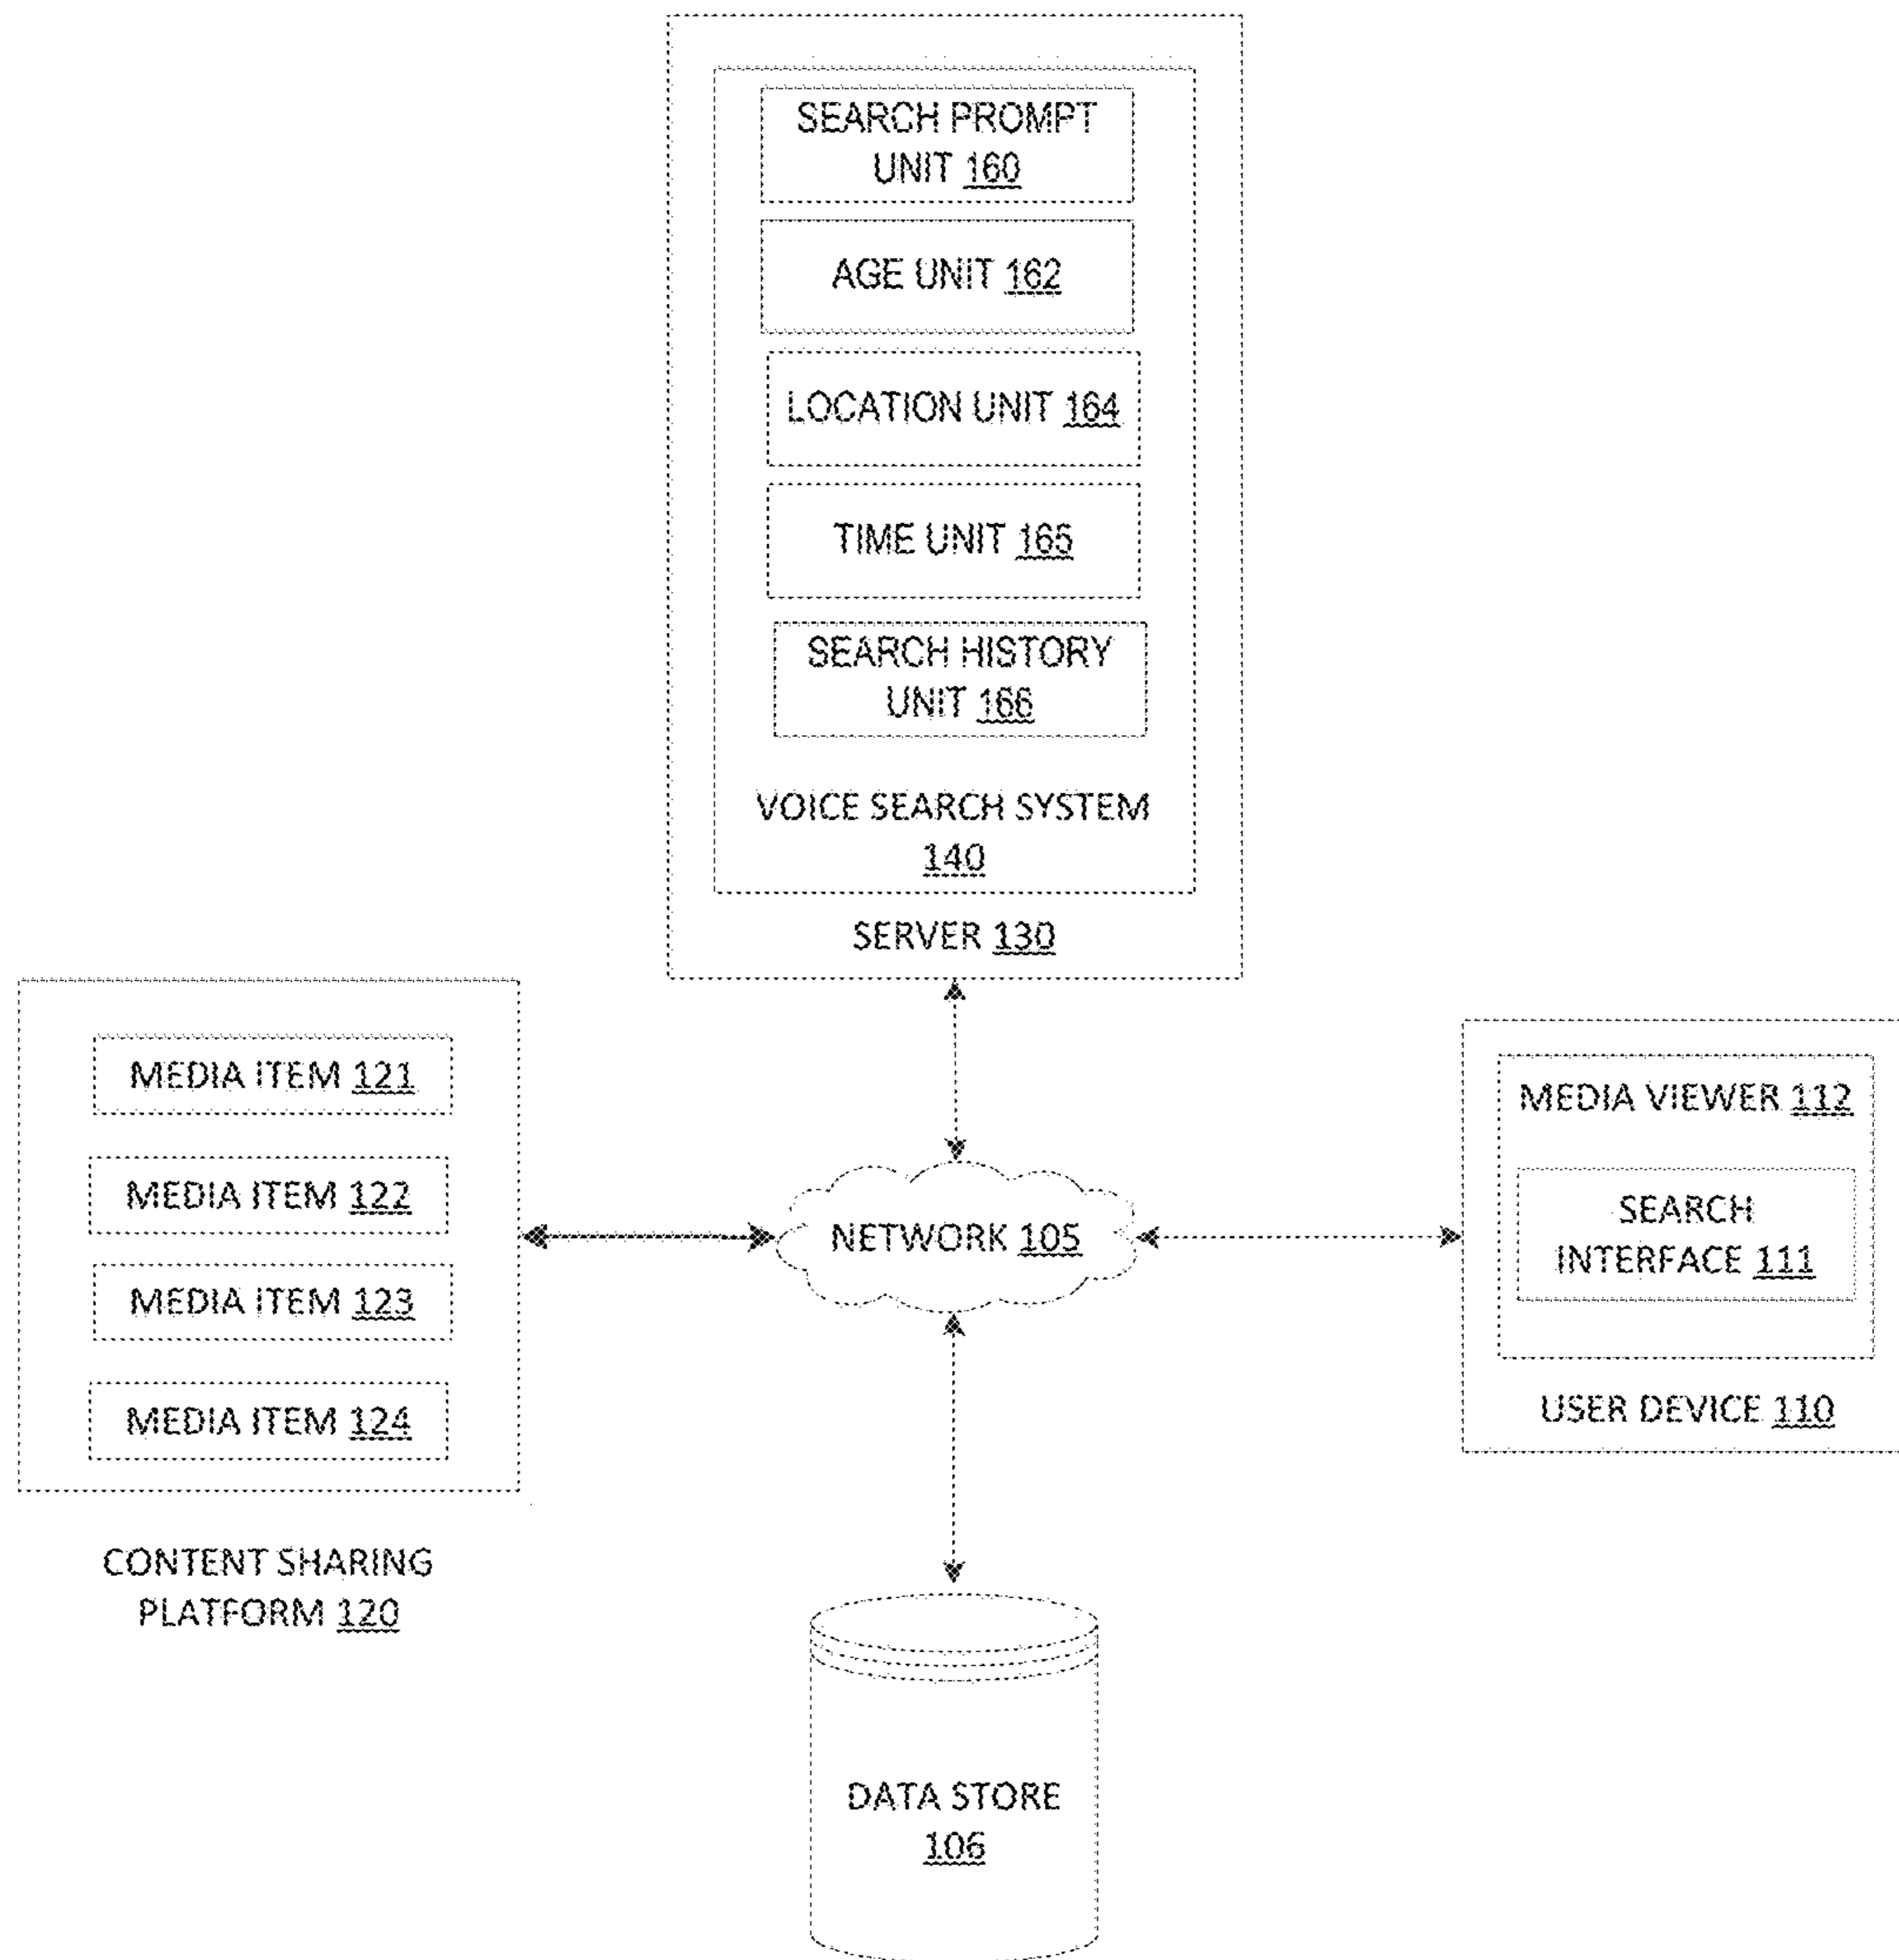 SEARCH PROMPT
UNIT 160
AGE UNIT 162
LOCATION UNIT 164
TIME UNIT 165
SEARCH HISTORY
UNIT 166
VOICE SEARCH SYSTEM
140
SERVER 130
MEDIA ITEM 121
MEDIA ITEM 122
MEDIA ITEM 123
MEDIA ITEM 124
CONTENT SHARING
PLATFORM 120
NETWORK 105
MEDIA VIEWER 112
SEARCH
INTERFACE 111
USER DEVICE 110
DATA STORE
106